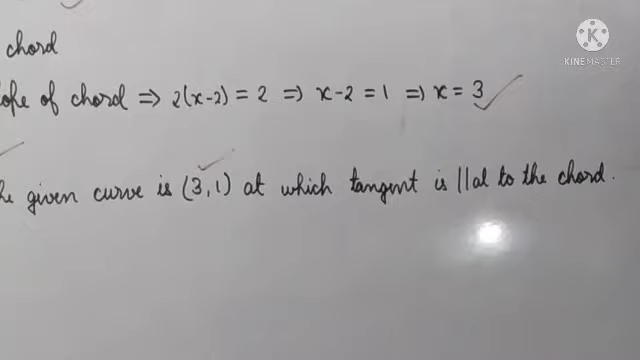 chord
ope of chord ⇒ 2(x-2) = 2 ⇒ x-2 = 1 ⇒ x = 3
he given curve is (3,1) at which tangent is ||al to the chord.
K
KINEMASTER